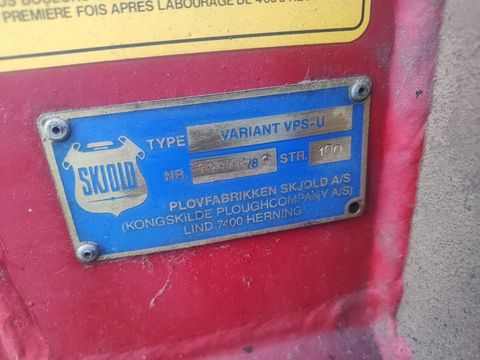 PREMIERE FOIS APRES LABOURAGE DE
SKJOLD
TYPE VARIANT VPS-U
NR. STR. 100
PLOVFABRIKKEN SKJOLD A/S
(KONGSKILDE PLOUGHCOMPANY A/S)
LIND 7400 HERNING